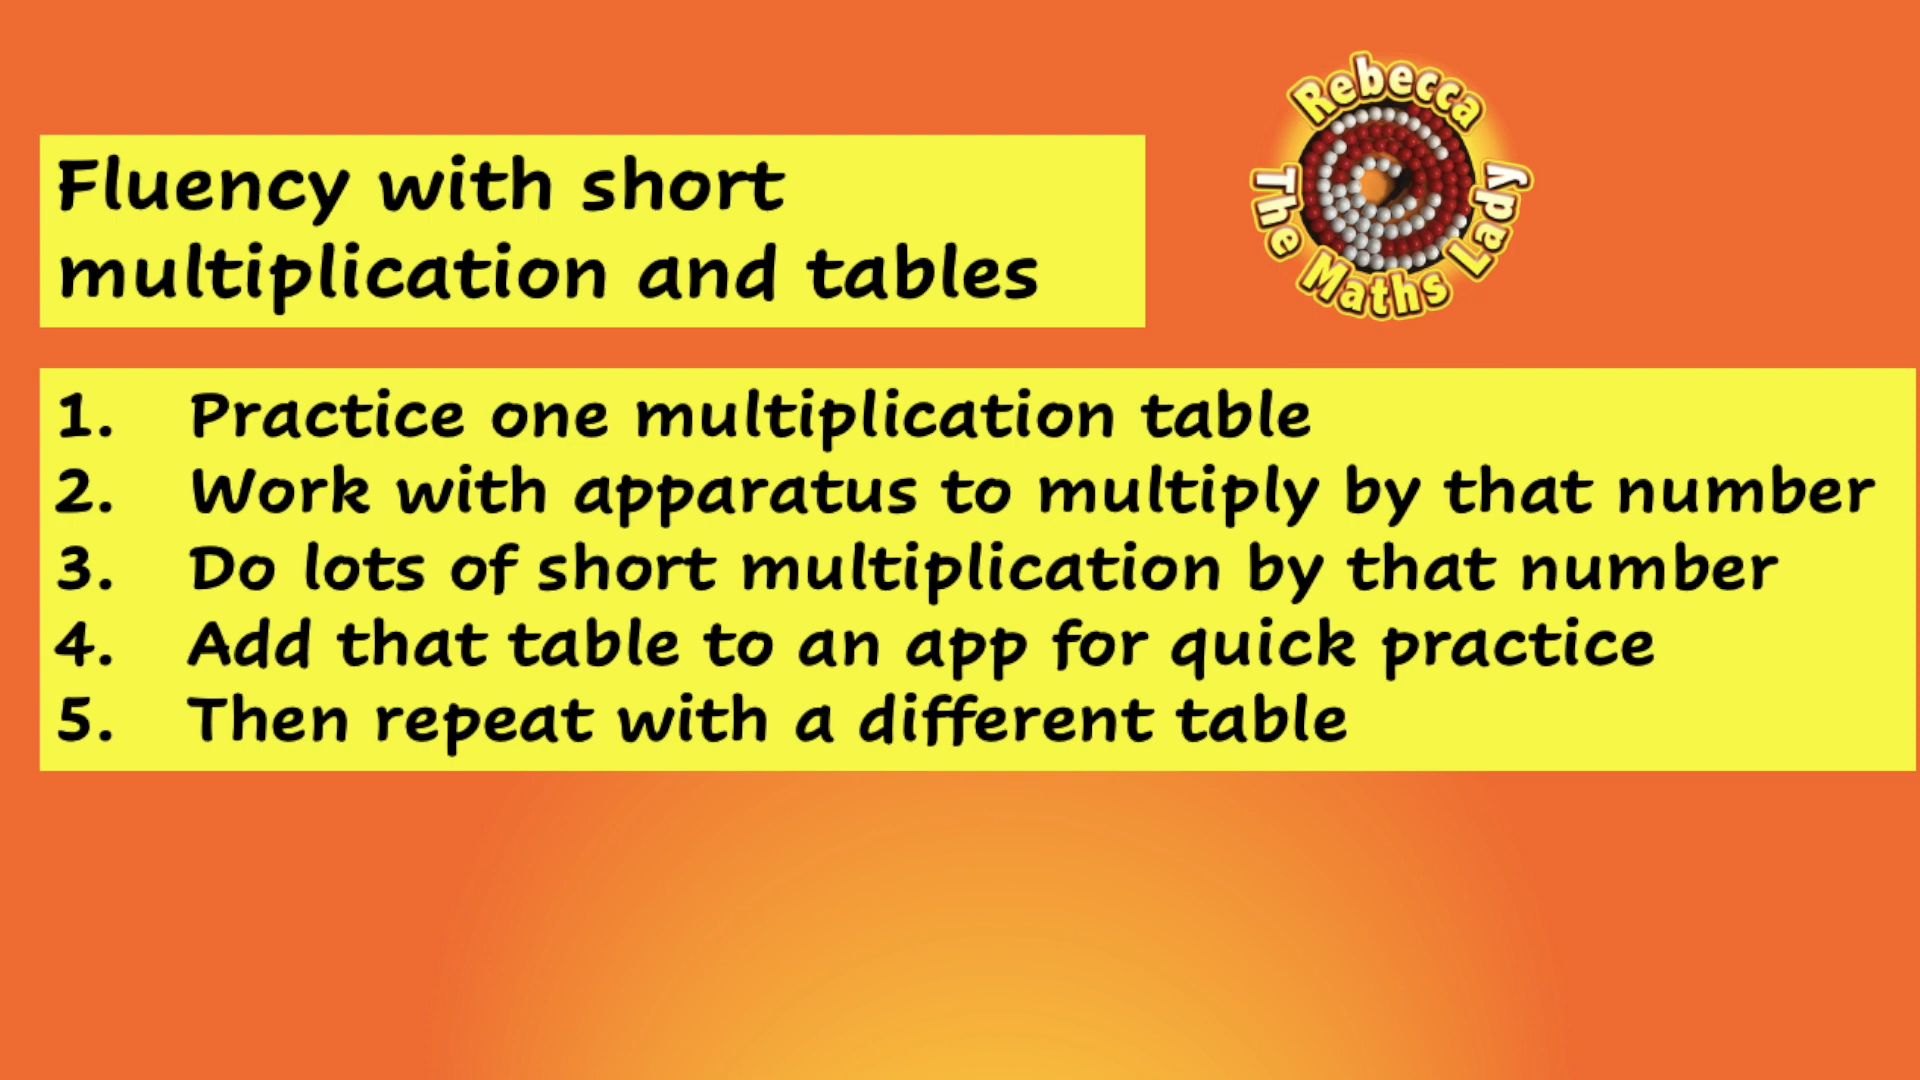 Rebecca
The Maths Lady
Fluency with short
multiplication and tables
1. Practice one multiplication table
2. Work with apparatus to multiply by that number
3. Do lots of short multiplication by that number
4. Add that table to an app for quick practice
5. Then repeat with a different table